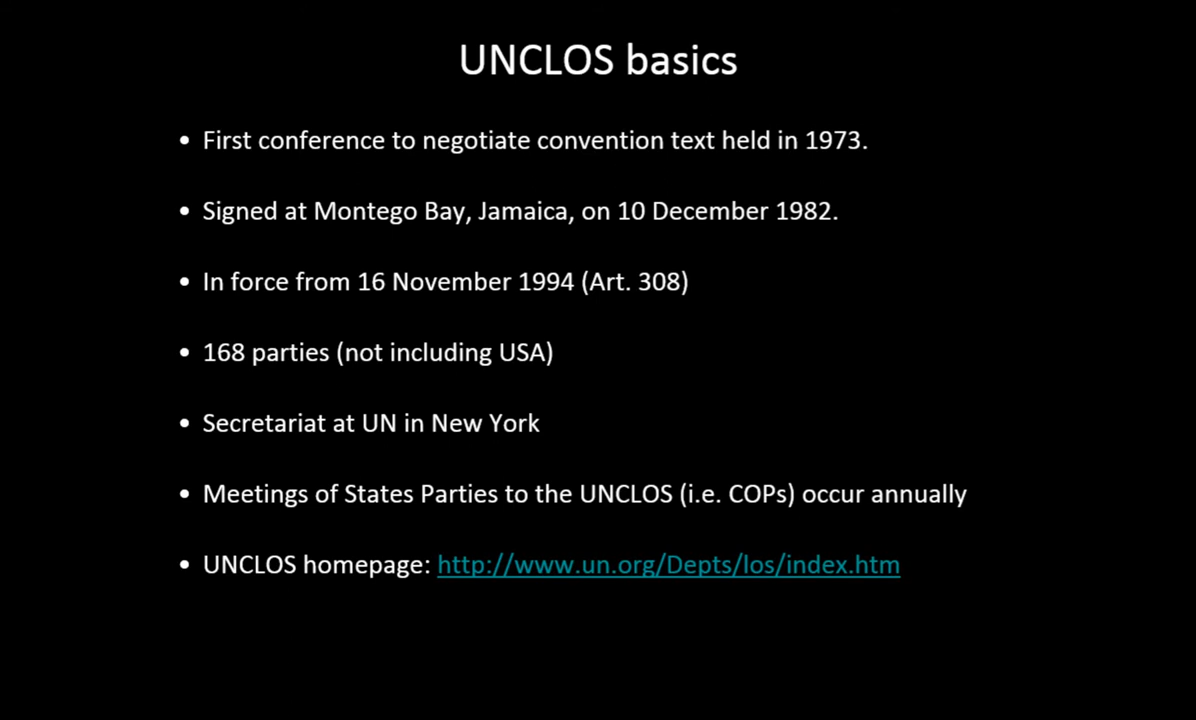 UNCLOS basics
• First conference to negotiate convention text held in 1973.
• Signed at Montego Bay, Jamaica, on 10 December 1982.
• In force from 16 November 1994 (Art. 308)
• 168 parties (not including USA)
• Secretariat at UN in New York
• Meetings of States Parties to the UNCLOS (i.e. COPs) occur annually
• UNCLOS homepage: http://www.un.org/Depts/los/index.htm